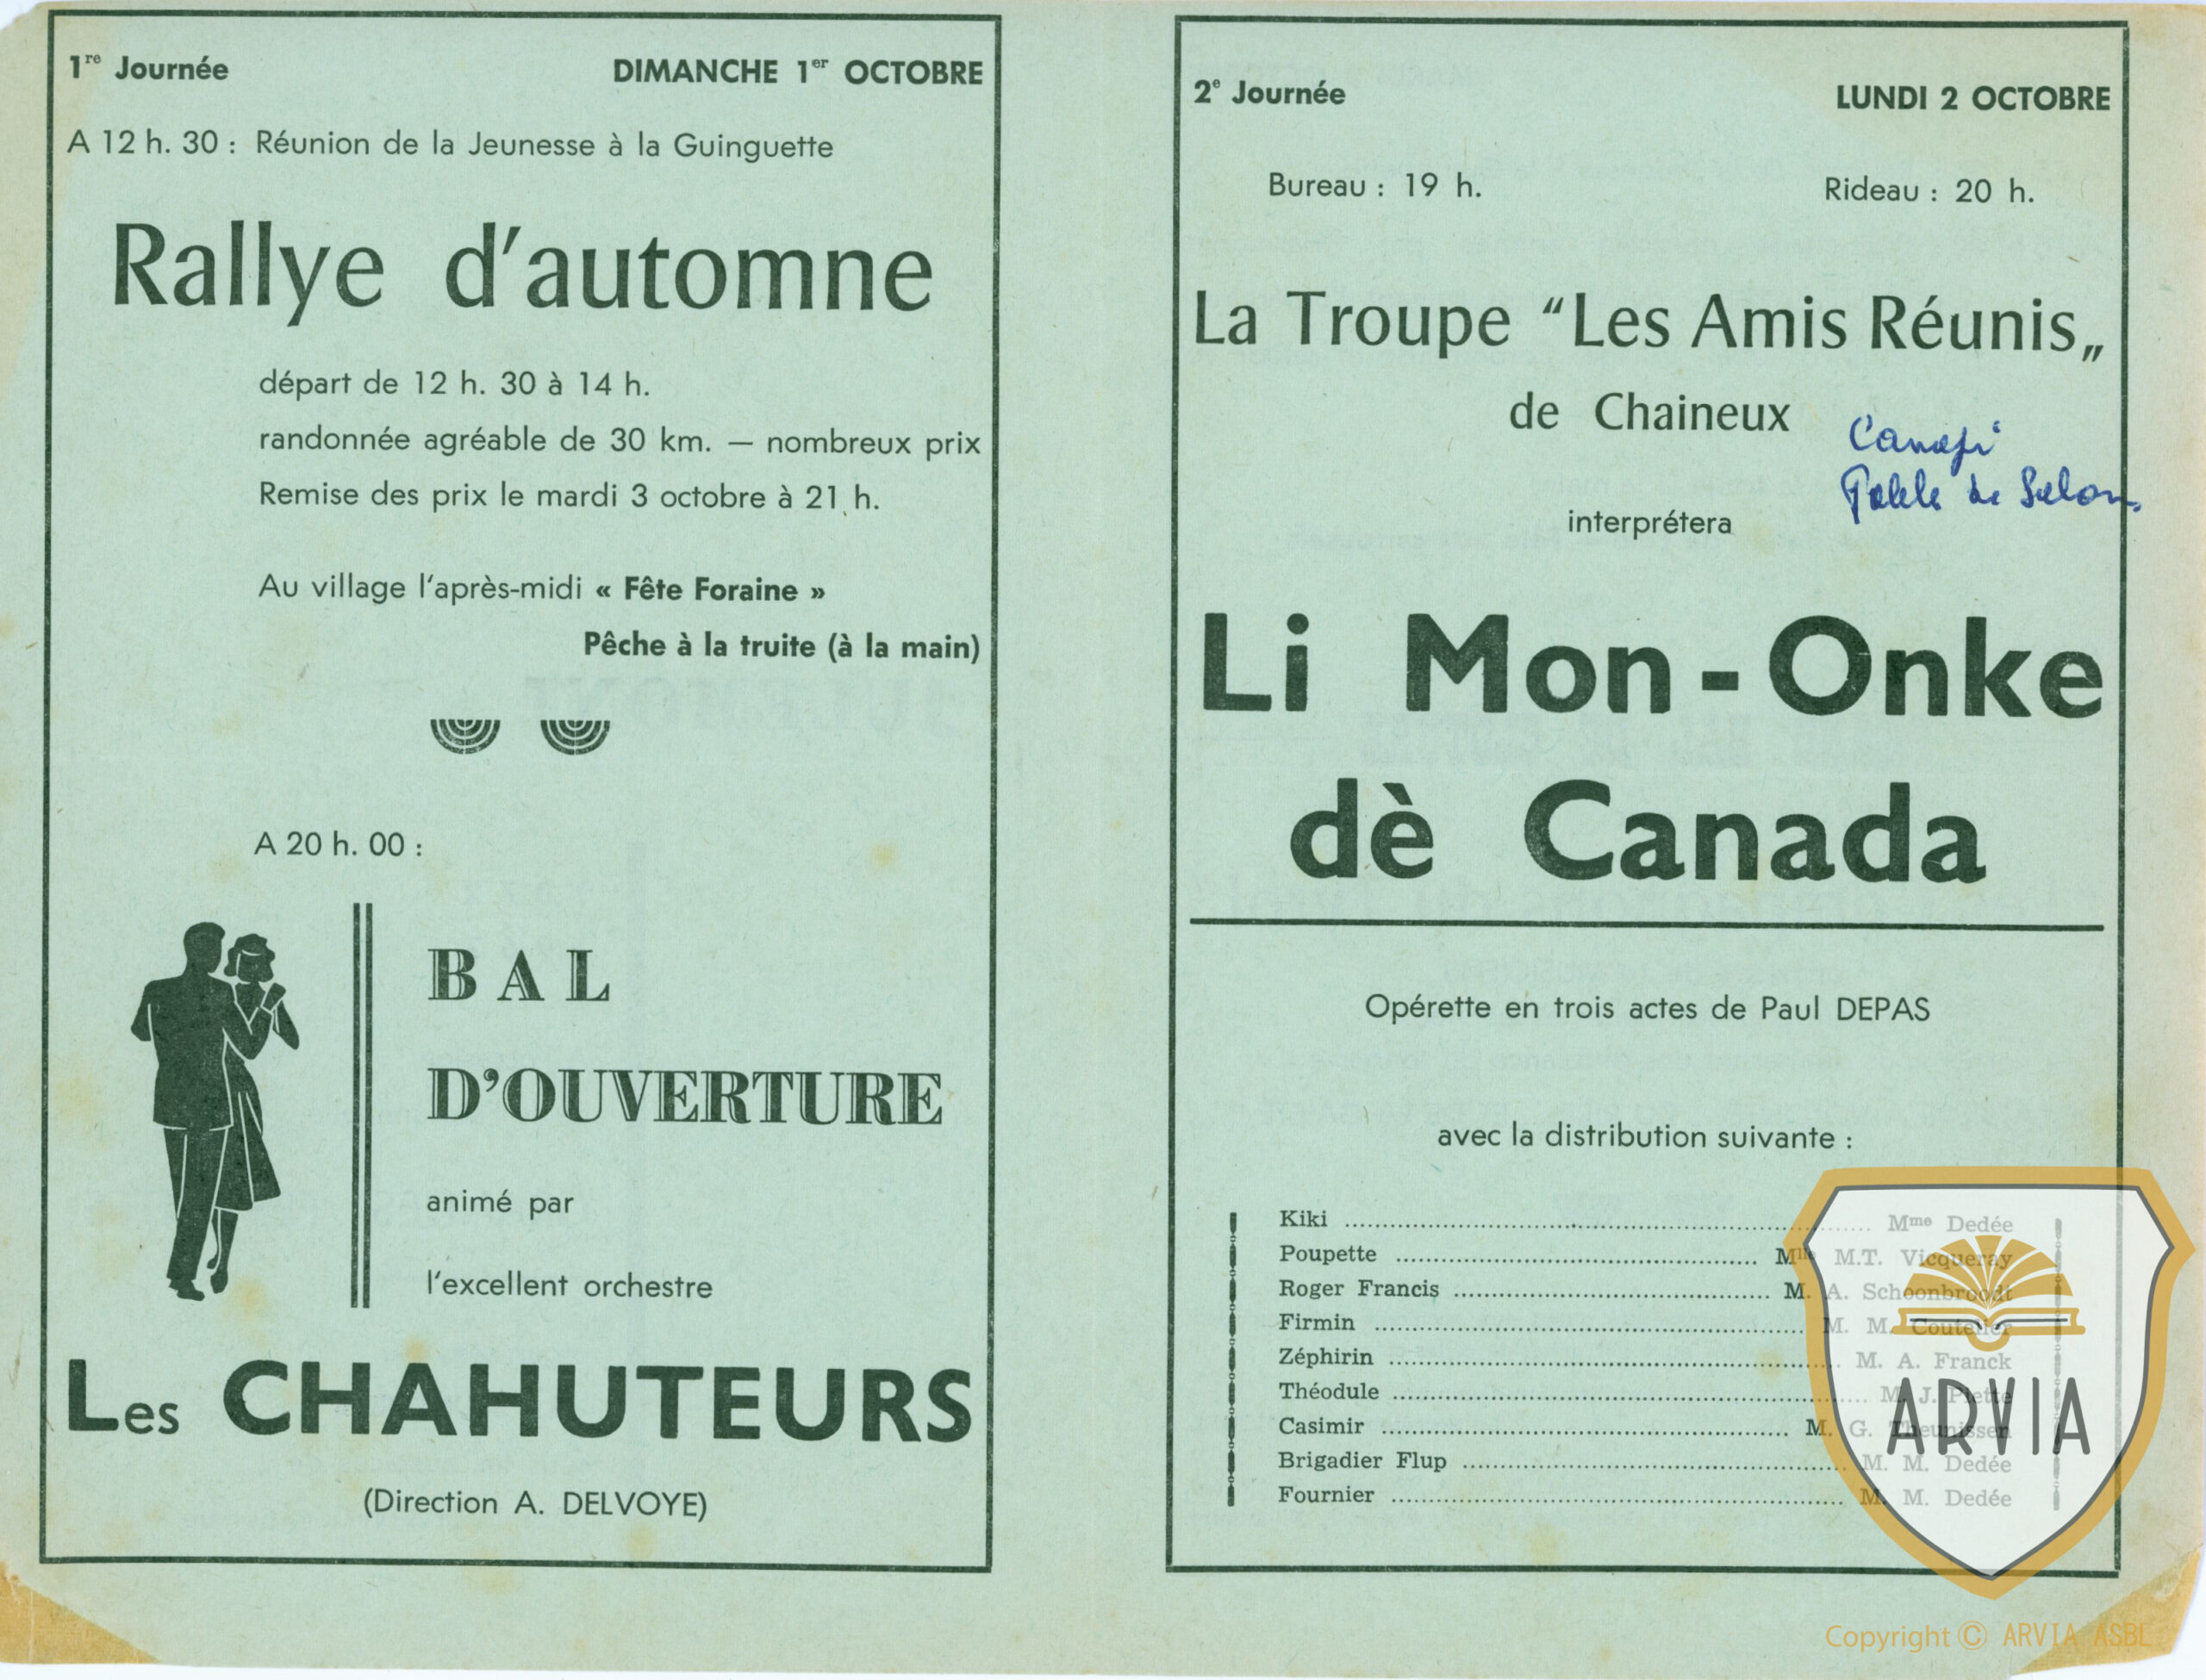 1re Journée DIMANCHE 1er OCTOBRE
A 12 h. 30 : Réunion de la Jeunesse à la Guinguette
Rallye d'automne
départ de 12 h. 30 à 14 h.
randonnée agréable de 30 km. — nombreux prix
Remise des prix le mardi 3 octobre à 21 h.
Au village l'après-midi « Fête Foraine »
Pêche à la truite (à la main)
A 20 h. 00 :
BAL
D'OUVERTURE
animé par
l'excellent orchestre
Les CHAHUTEURS
(Direction A. DELVOYE)
2e Journée LUNDI 2 OCTOBRE
Bureau : 19 h. Rideau : 20 h.
La Troupe “Les Amis Réunis„
de Chaineux
Canapé
Table de Salon.
interprétera
Li Mon-Onke
dè Canada
Opérette en trois actes de Paul DEPAS
avec la distribution suivante :
Kiki .......... Mme Dedée
Poupette .......... Mlle M.T. Vicqueray
Roger Francis .......... M. A. Schoonbroodt
Firmin .......... M. M. Coutelier
Zéphirin .......... M. A. Franck
Théodule .......... M. J. Piette
Casimir .......... M. G. Theunissen
Brigadier Flup .......... M. M. Dedée
Fournier .......... M. M. Dedée
ARVIA
Copyright © ARVIA ASBL